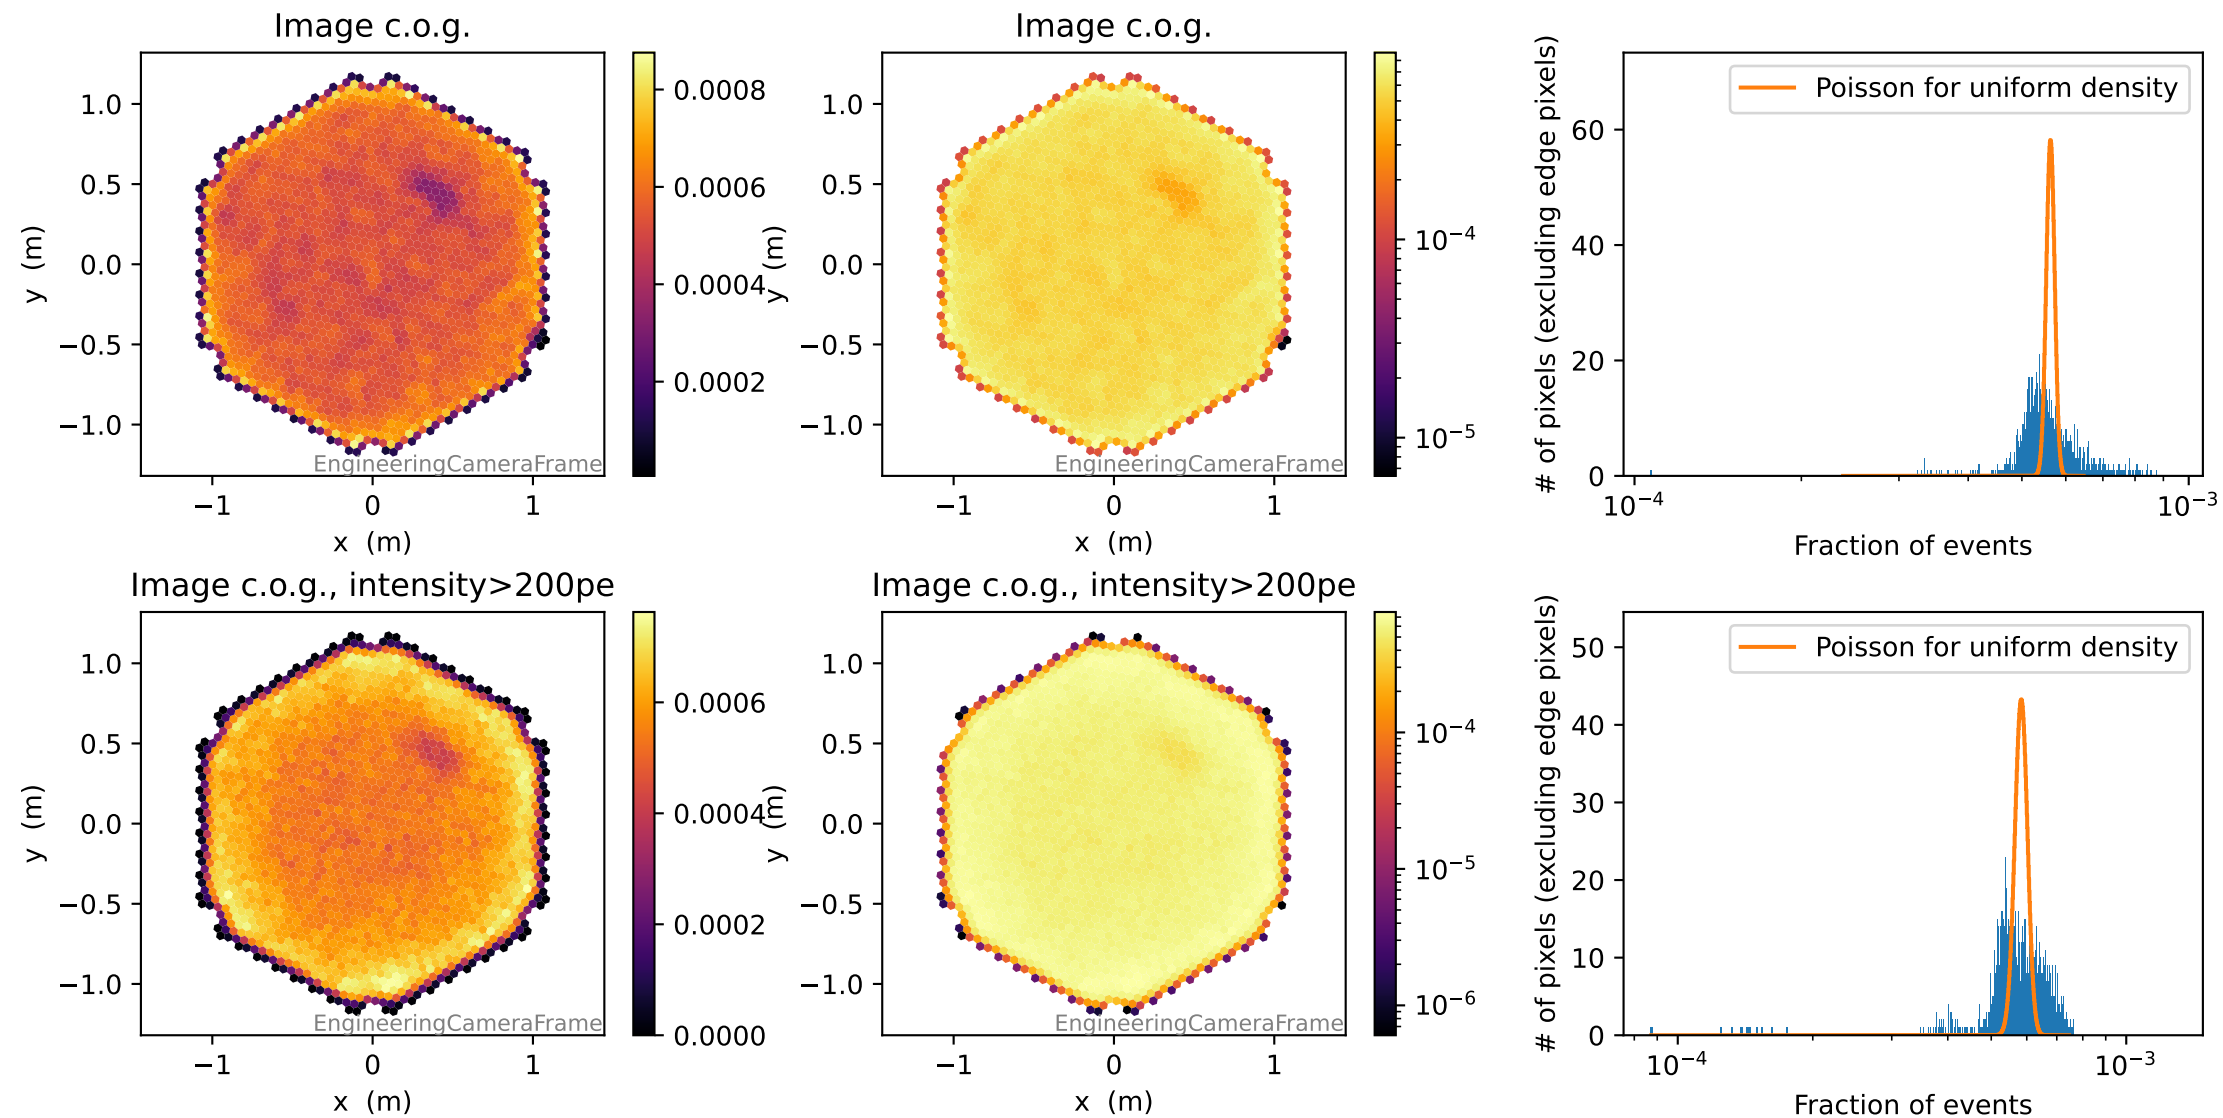 Image c.o.g.
1.0
0.5
0.0
−0.5
−1.0
y (m)
−1
0
1
x (m)
EngineeringCameraFrame
0.0008
0.0006
0.0004
0.0002
Image c.o.g.
1.0
0.5
0.0
−0.5
−1.0
y (m)
−1
0
1
x (m)
EngineeringCameraFrame
10⁻⁴
10⁻⁵
# of pixels (excluding edge pixels)
60
40
20
0
Poisson for uniform density
10⁻⁴
10⁻³
Fraction of events
Image c.o.g., intensity>200pe
1.0
0.5
0.0
−0.5
−1.0
y (m)
−1
0
1
x (m)
EngineeringCameraFrame
0.0006
0.0004
0.0002
0.0000
Image c.o.g., intensity>200pe
1.0
0.5
0.0
−0.5
−1.0
y (m)
−1
0
1
x (m)
EngineeringCameraFrame
10⁻⁴
10⁻⁵
10⁻⁶
# of pixels (excluding edge pixels)
50
40
30
20
10
0
Poisson for uniform density
10⁻⁴
10⁻³
Fraction of events